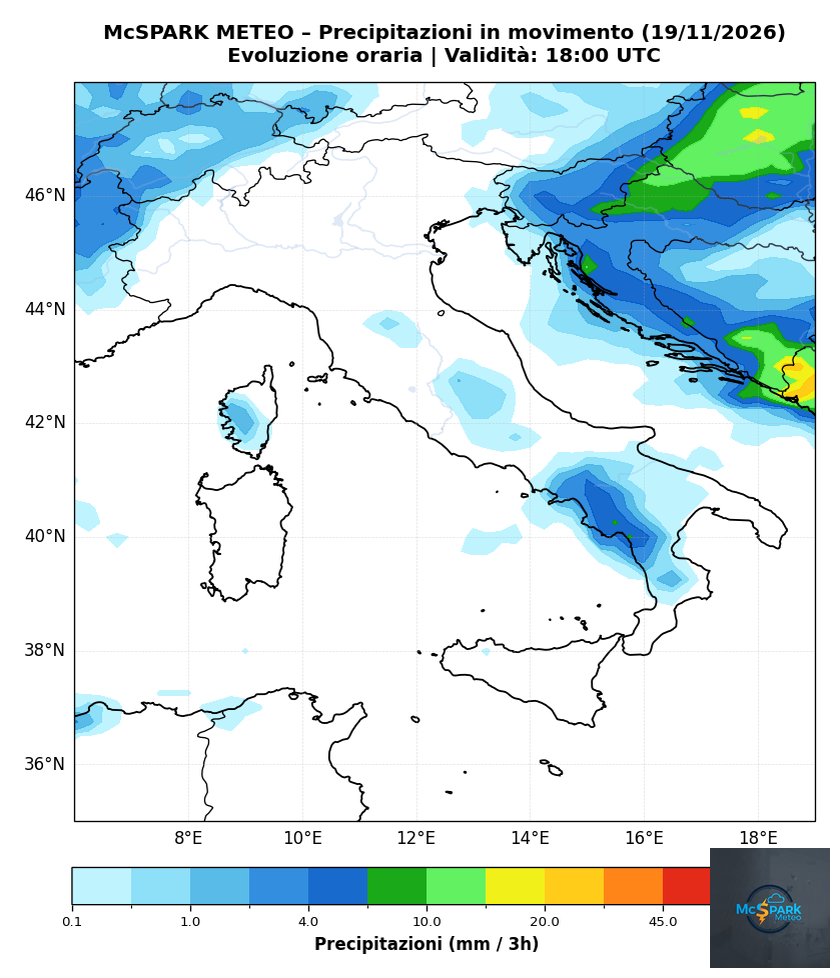 McSPARK METEO – Precipitazioni in movimento (19/11/2026)
Evoluzione oraria | Validità: 18:00 UTC
46°N
44°N
42°N
40°N
38°N
36°N
8°E 10°E 12°E 14°E 16°E 18°E
0.1 1.0 4.0 10.0 20.0 45.0
Precipitazioni (mm / 3h)
McSPARK
Meteo